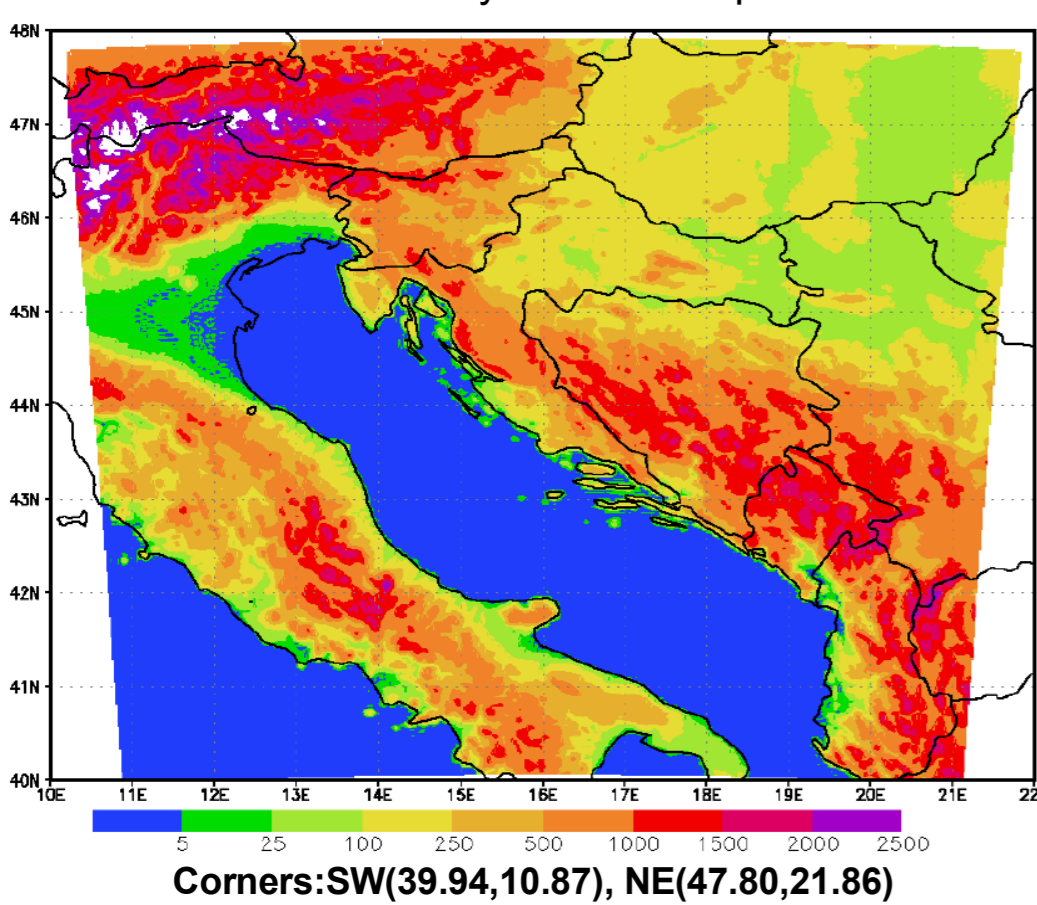 48N
47N
46N
45N
44N
43N
42N
41N
40N
10E 11E 12E 13E 14E 15E 16E 17E 18E 19E 20E 21E 22
5 25 100 250 500 1000 1500 2000 2500
Corners:SW(39.94,10.87), NE(47.80,21.86)